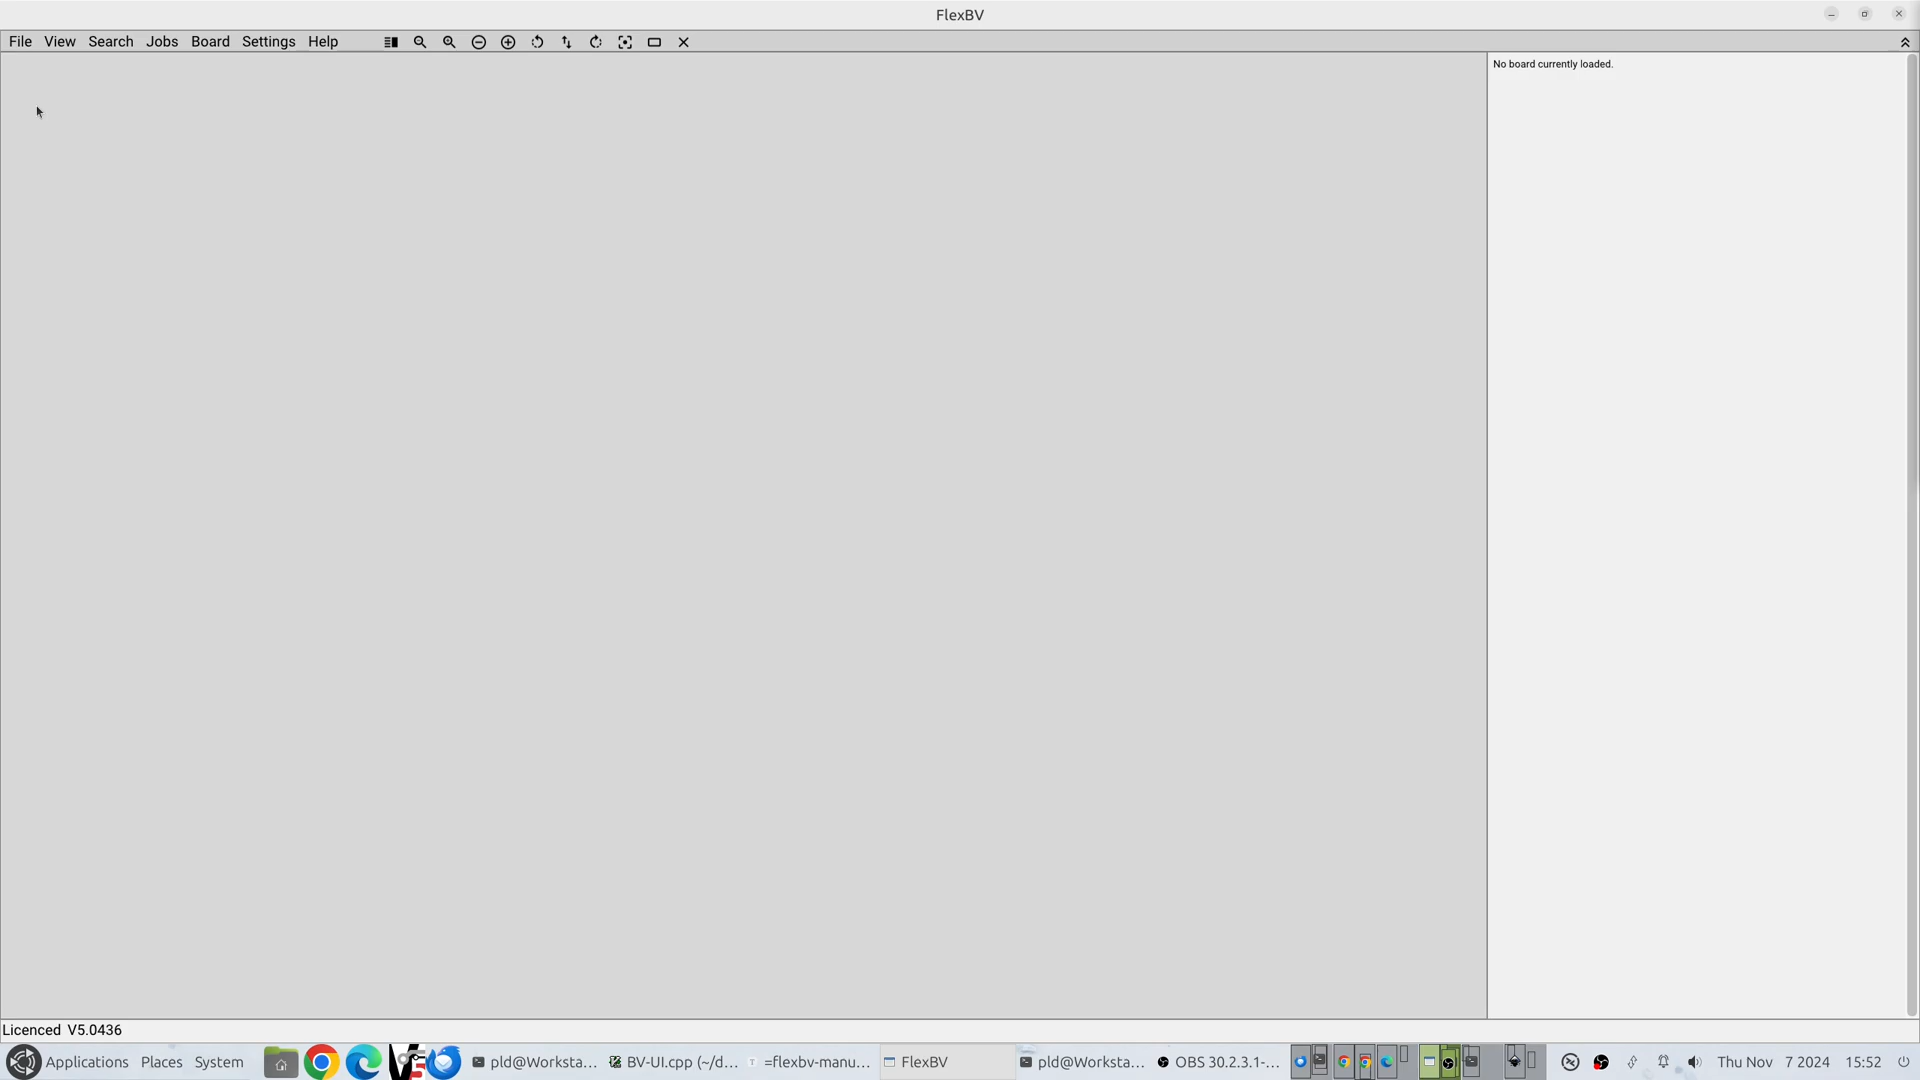 FlexBV
File View Search Jobs Board Settings Help
No board currently loaded.
Licenced V5.0436
Applications Places System pld@Worksta... BV-UI.cpp (~/d... =flexbv-manu... FlexBV pld@Worksta... OBS 30.2.3.1-... Thu Nov 7 2024 15:52